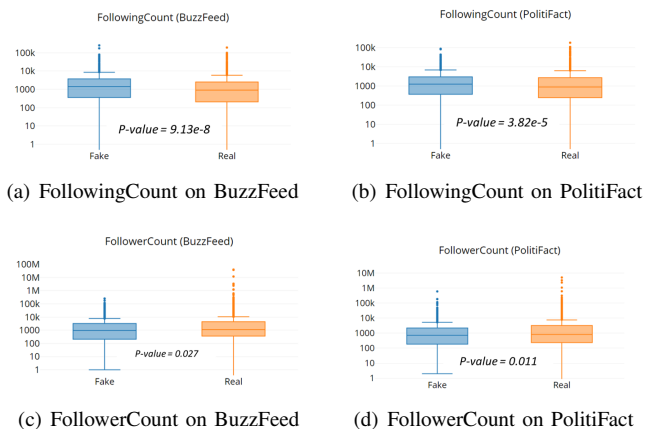 FollowingCount (BuzzFeed)
100k
10k
1000
100
10
1
P-value = 9.13e-8
Fake
Real
(a) FollowingCount on BuzzFeed
FollowingCount (PolitiFact)
100k
10k
1000
100
10
1
P-value = 3.82e-5
Fake
Real
(b) FollowingCount on PolitiFact
FollowerCount (BuzzFeed)
100M
10M
1M
100k
10k
1000
100
10
1
P-value = 0.027
Fake
Real
(c) FollowerCount on BuzzFeed
FollowerCount (PolitiFact)
10M
1M
100k
10k
1000
100
10
1
P-value = 0.011
Fake
Real
(d) FollowerCount on PolitiFact